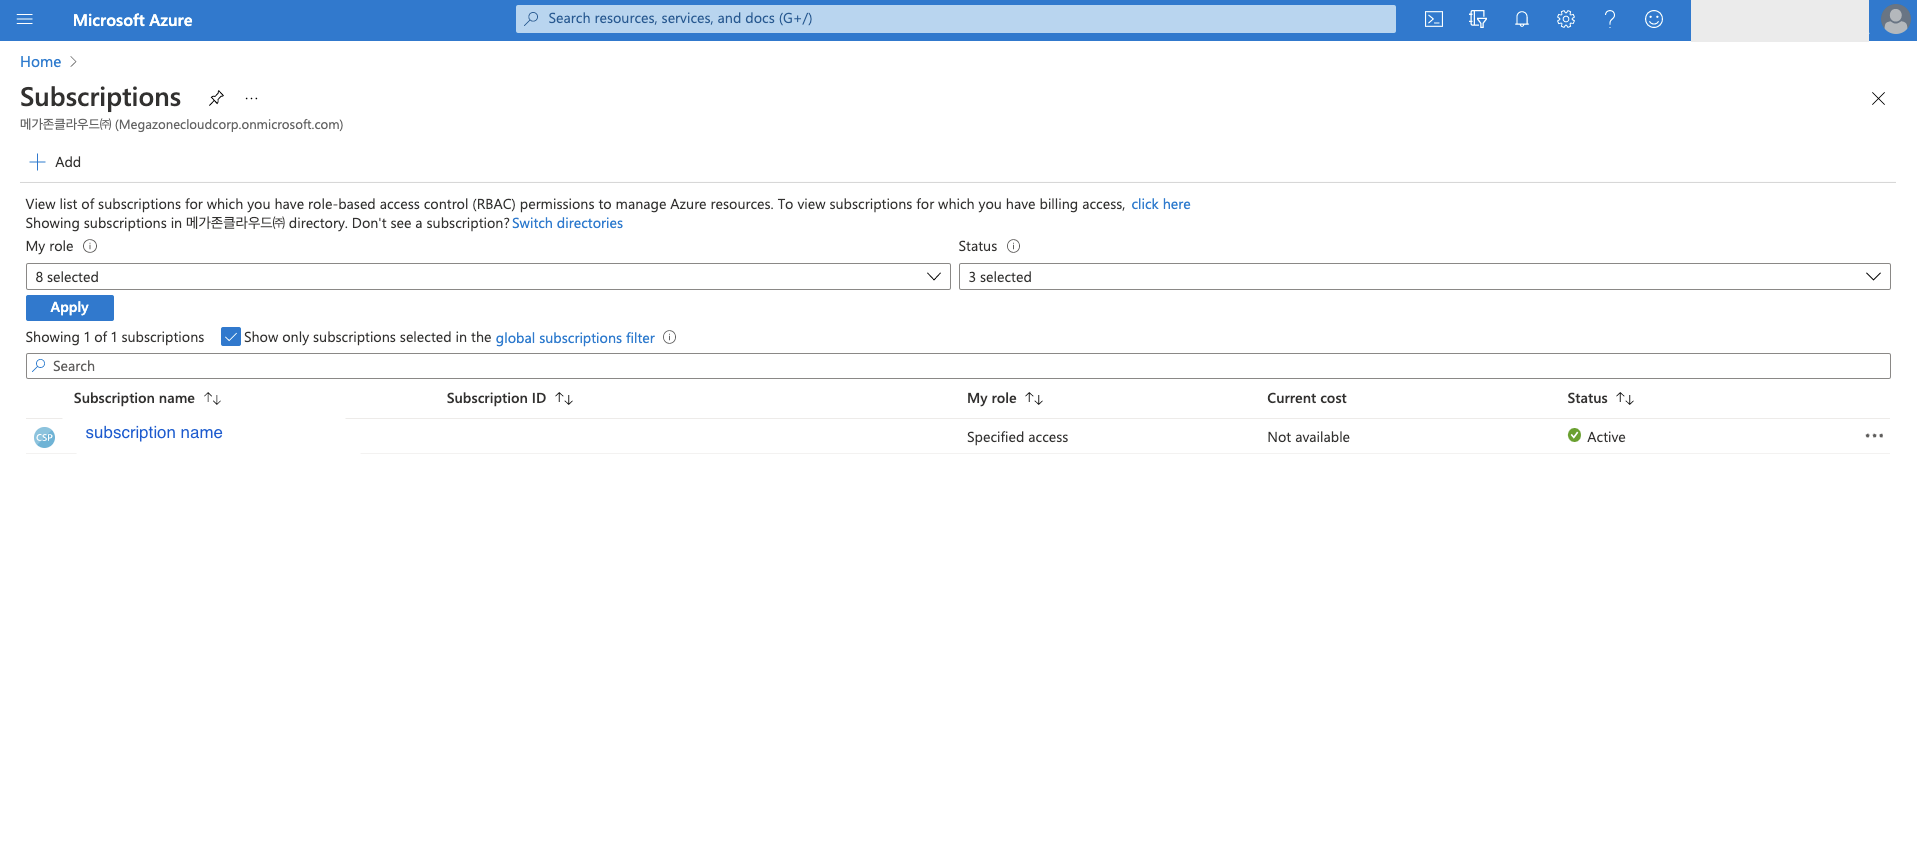 Microsoft Azure
Search resources, services, and docs (G+/)
Home
Subscriptions
메가존클라우드㈜ (Megazonecloudcorp.onmicrosoft.com)
Add
View list of subscriptions for which you have role-based access control (RBAC) permissions to manage Azure resources. To view subscriptions for which you have billing access, click here
Showing subscriptions in 메가존클라우드㈜ directory. Don't see a subscription? Switch directories
My role Status
8 selected 3 selected
Apply
Showing 1 of 1 subscriptions Show only subscriptions selected in the global subscriptions filter
Search
Subscription name Subscription ID My role Current cost Status
CSP subscription name Specified access Not available Active